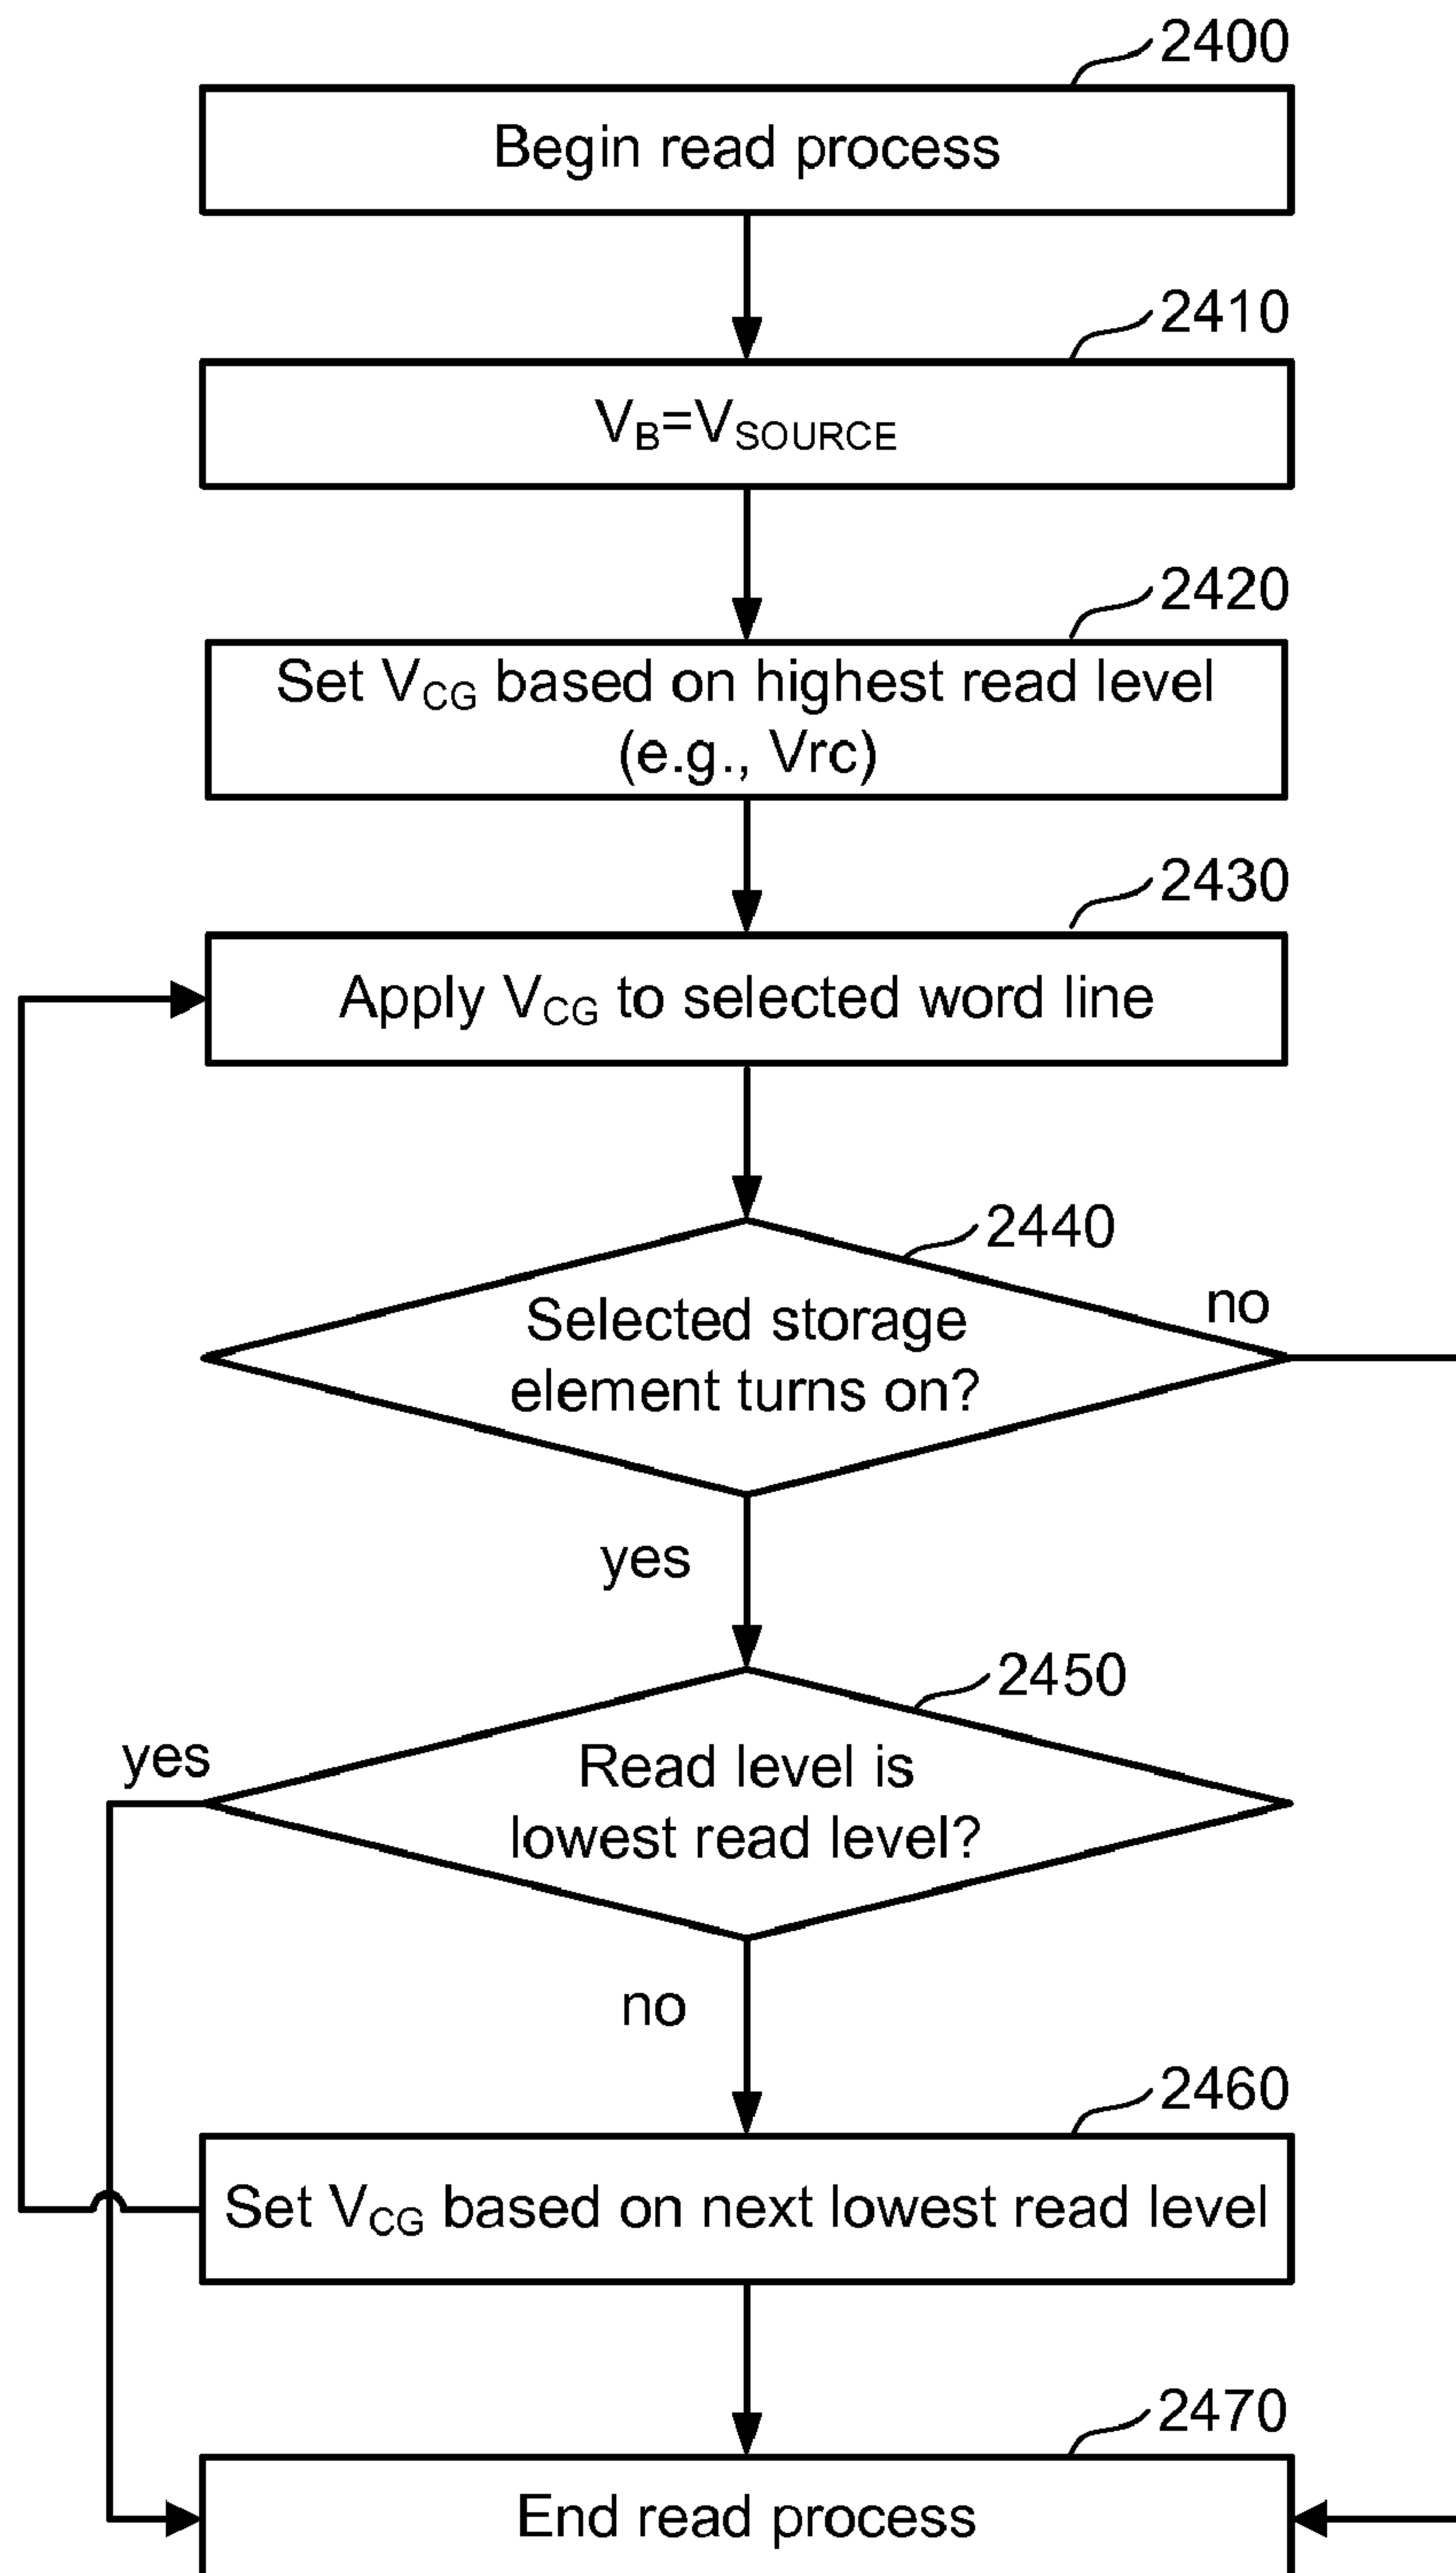 2400
Begin read process
2410
VB=VSOURCE
2420
Set VCG based on highest read level
(e.g., Vrc)
2430
Apply VCG to selected word line
2440
no
Selected storage
element turns on?
yes
2450
yes
Read level is
lowest read level?
no
2460
Set VCG based on next lowest read level
2470
End read process